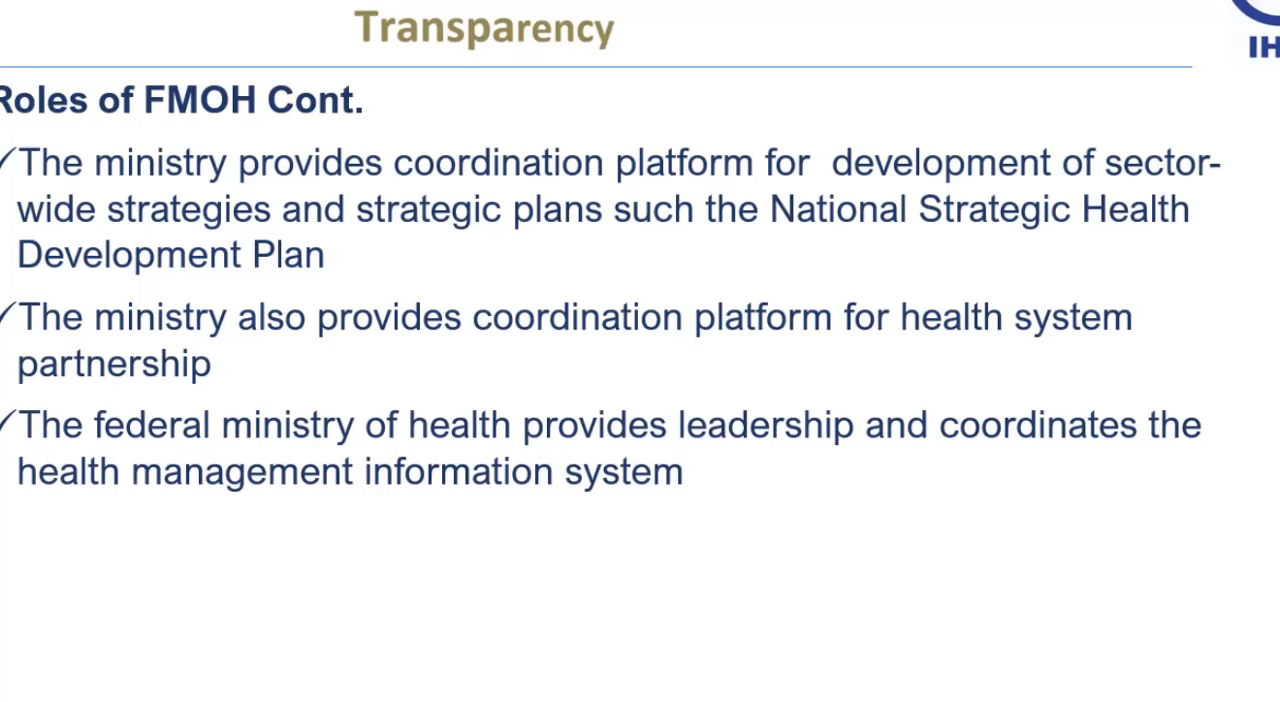 Transparency
IH
Roles of FMOH Cont.
✓The ministry provides coordination platform for  development of sector-
wide strategies and strategic plans such the National Strategic Health
Development Plan
✓The ministry also provides coordination platform for health system
partnership
✓The federal ministry of health provides leadership and coordinates the
health management information system